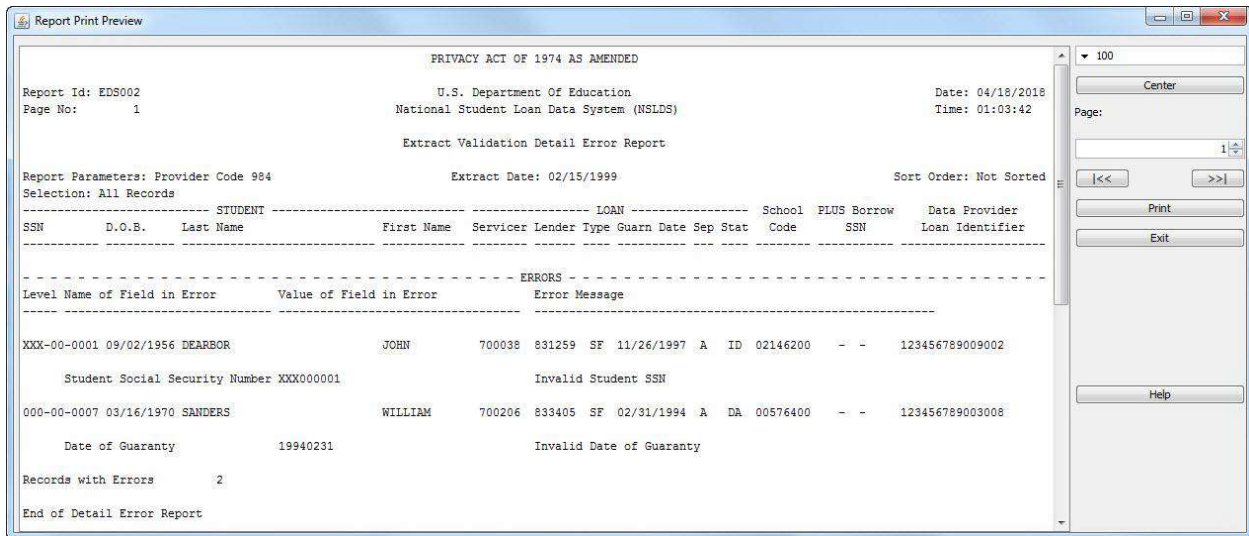 Report Print Preview
PRIVACY ACT OF 1974 AS AMENDED
Report Id: EDS002 U.S. Department Of Education Date: 04/18/2018
Page No: 1 National Student Loan Data System (NSLDS) Time: 01:03:42
Extract Validation Detail Error Report
Report Parameters: Provider Code 984 Extract Date: 02/15/1999 Sort Order: Not Sorted
Selection: All Records
--------------------------- STUDENT ---------------------------- ----------------- LOAN ----------------- School PLUS Borrow Data Provider
SSN D.O.B. Last Name First Name Servicer Lender Type Guarn Date Sep Stat Code SSN Loan Identifier
- - - - - - - - - - - - - - - - - - - - - - - - - - - - - - - - - - - - ERRORS - - - - - - - - - - - - - - - - - - - - - - - - - - - - - - - - - - -
Level Name of Field in Error Value of Field in Error Error Message
XXX-00-0001 09/02/1956 DEARBOR JOHN 700038 831259 SF 11/26/1997 A ID 02146200 - - 123456789009002
Student Social Security Number XXX000001 Invalid Student SSN
000-00-0007 03/16/1970 SANDERS WILLIAM 700206 833405 SF 02/31/1994 A DA 00576400 - - 123456789003008
Date of Guaranty 19940231 Invalid Date of Guaranty
Records with Errors 2
End of Detail Error Report
100
Center
Page:
1
|<< >>|
Print
Exit
Help